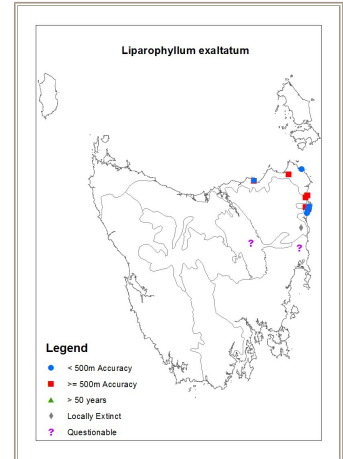 Liparophyllum exaltatum
?
?
Legend
< 500m Accuracy
>= 500m Accuracy
> 50 years
Locally Extinct
? Questionable